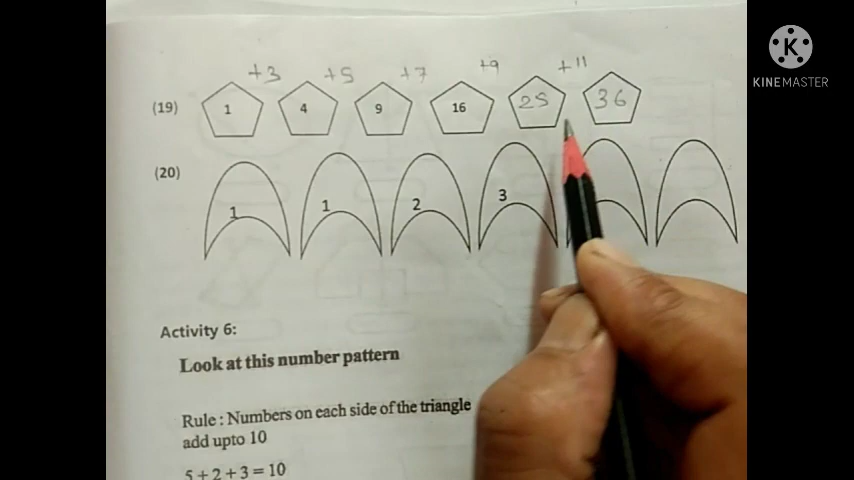 +3 +5 +7 +9 +11
(19) 1 4 9 16 25 36
(20) 1 1 2 3
Activity 6:
Look at this number pattern
Rule : Numbers on each side of the triangle
add upto 10
5 + 2 + 3 = 10
K
KINEMASTER